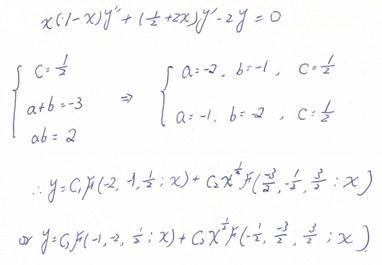 x(1-x)y'' + (1/2 + 2x)y' - 2y = 0
{ c = 1/2
a+b = -3
ab = 2 ⇒ { a = -2, b = -1, c = 1/2
a = -1, b = -2, c = 1/2
∴ y = C₁F(-2, -1, 1/2 ; x) + C₂x^{1/2}F(-3/2, -1/2, 3/2 ; x)
or y = C₁F(-1, -2, 1/2 ; x) + C₂x^{1/2}F(-1/2, -3/2, 3/2 ; x)